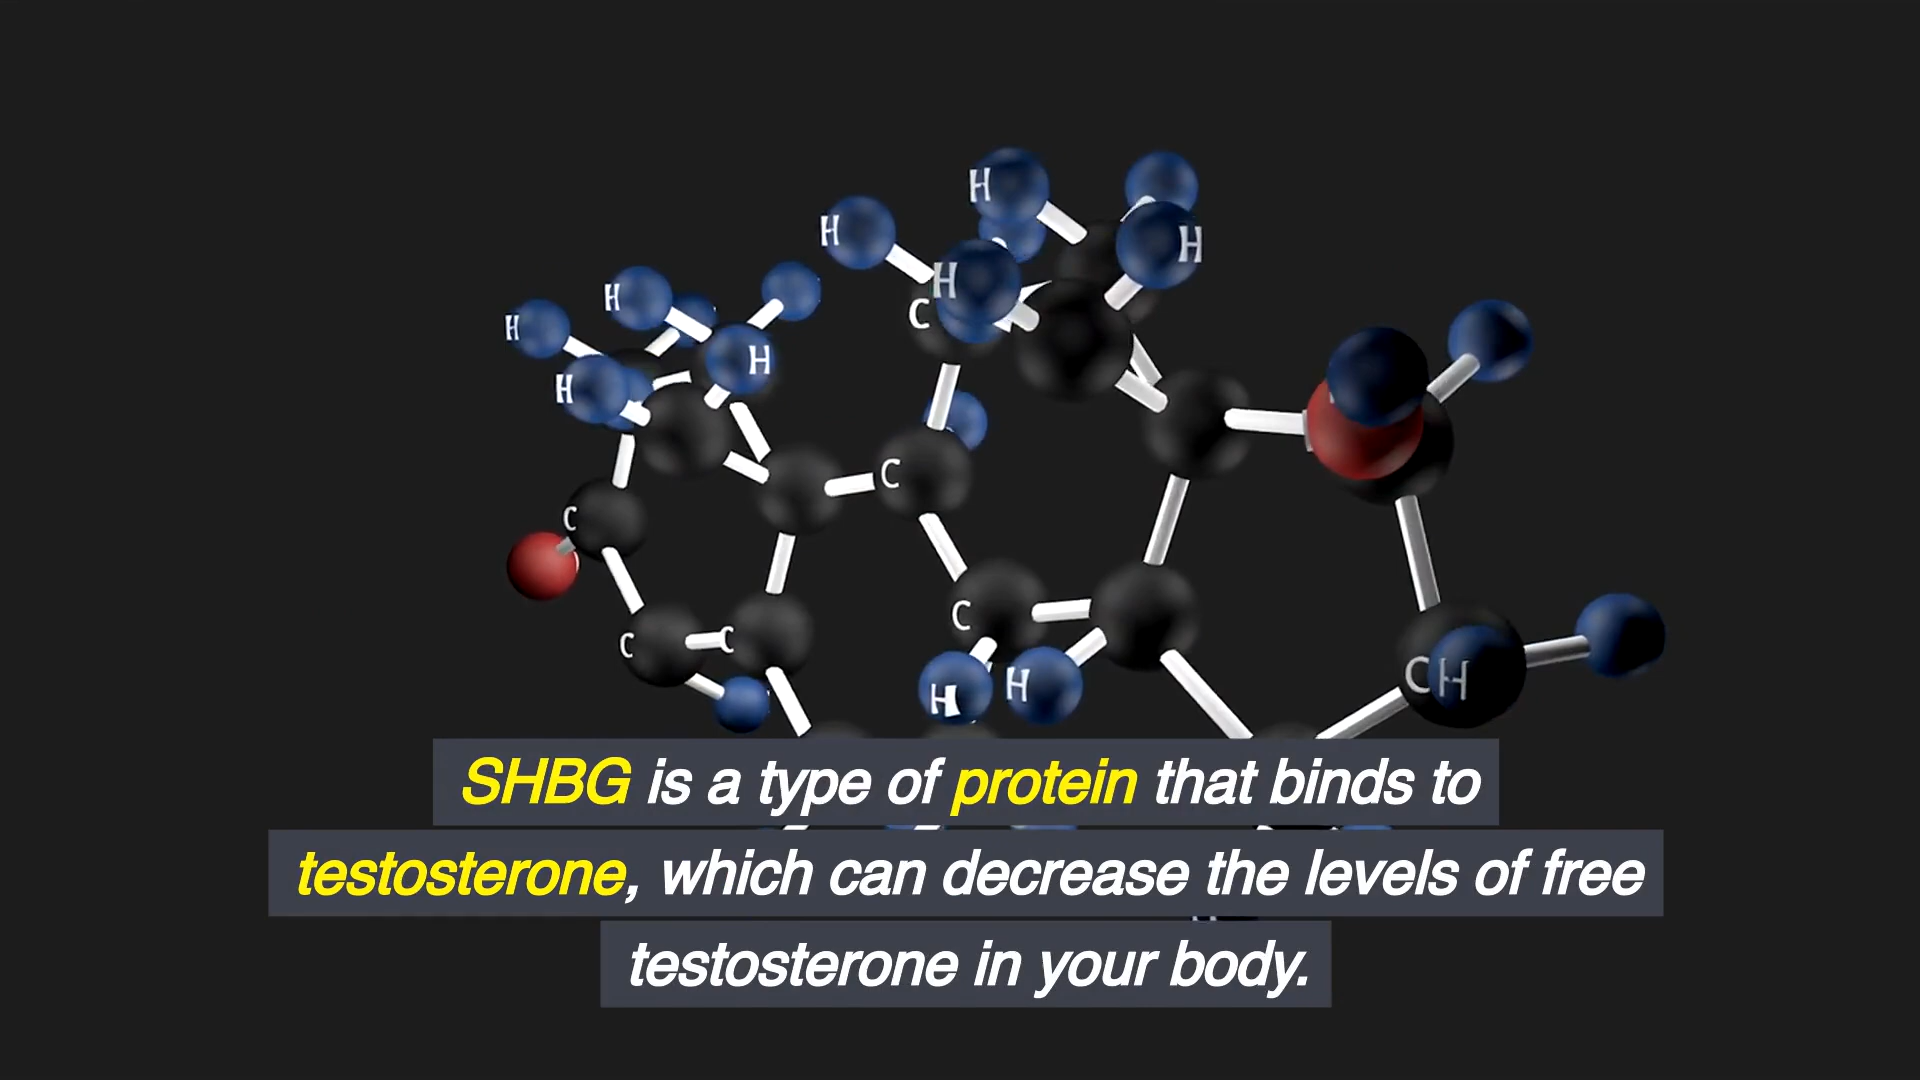 H
H
H
H
H
C
H
H
H
H
C
C
C
C
C
H
H
CH
SHBG is a type of protein that binds to
testosterone, which can decrease the levels of free
testosterone in your body.